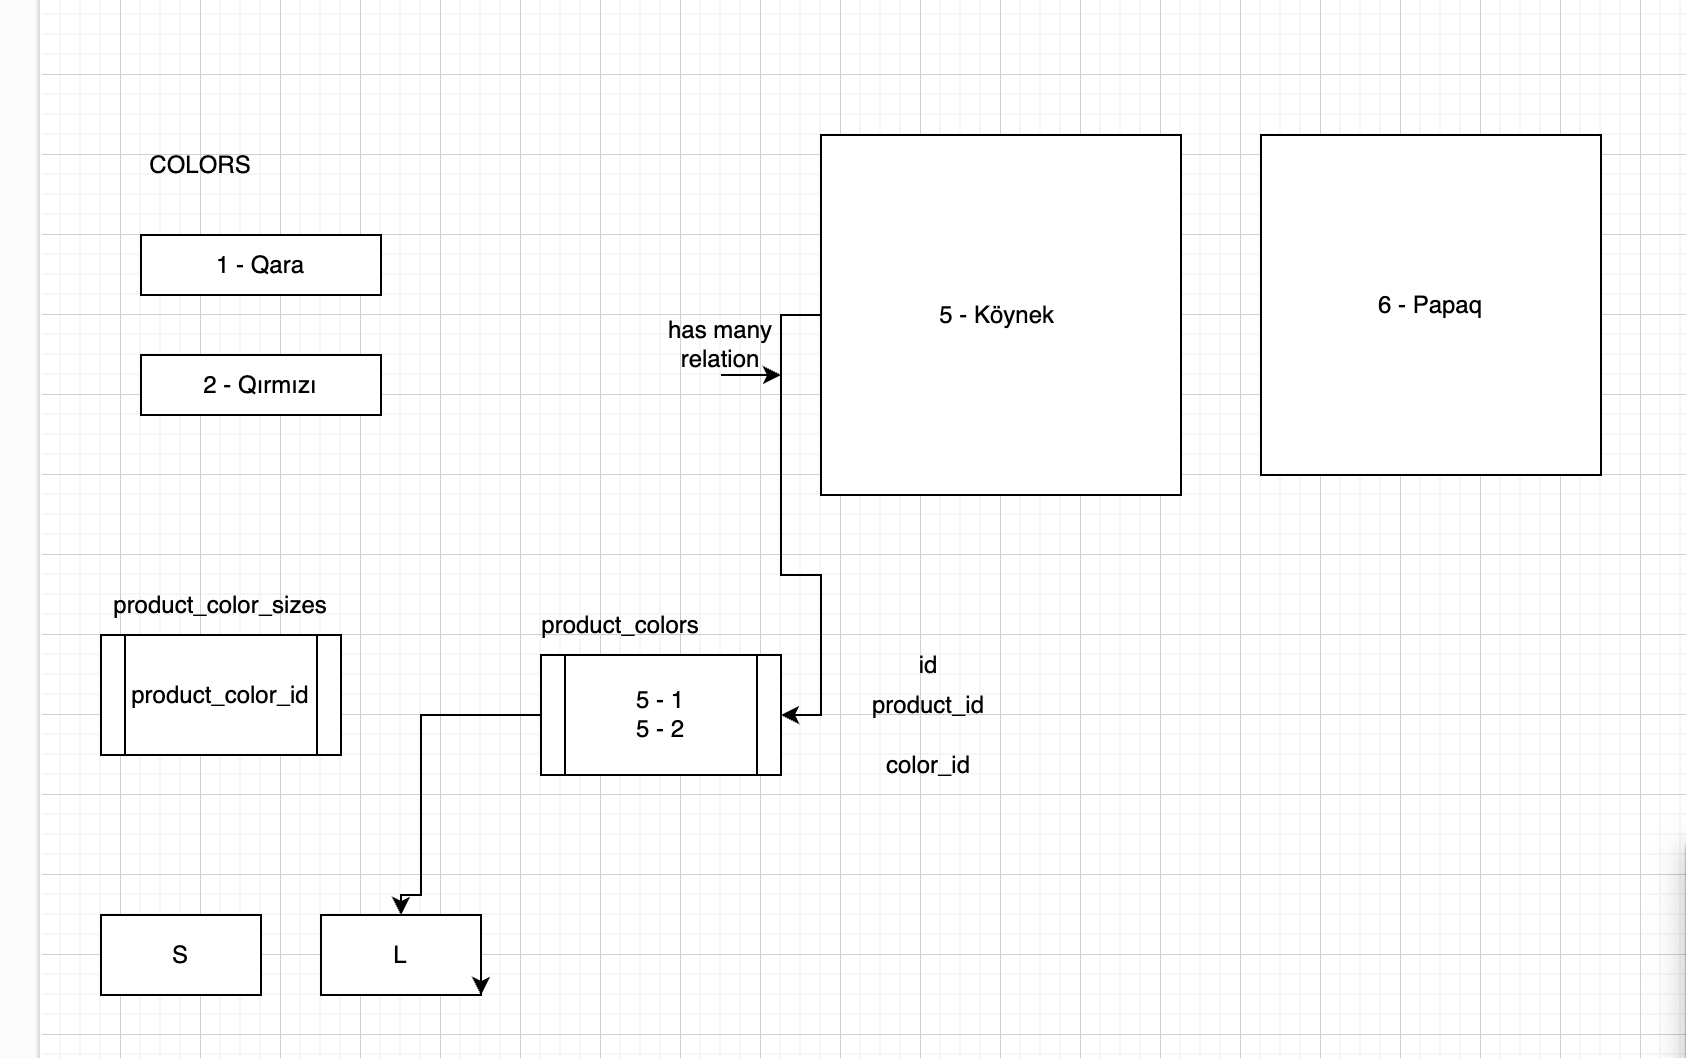 COLORS
1 - Qara
2 - Qırmızı
has many
relation
5 - Köynek
6 - Papaq
product_color_sizes
product_color_id
product_colors
5 - 1
5 - 2
id
product_id
color_id
S
L